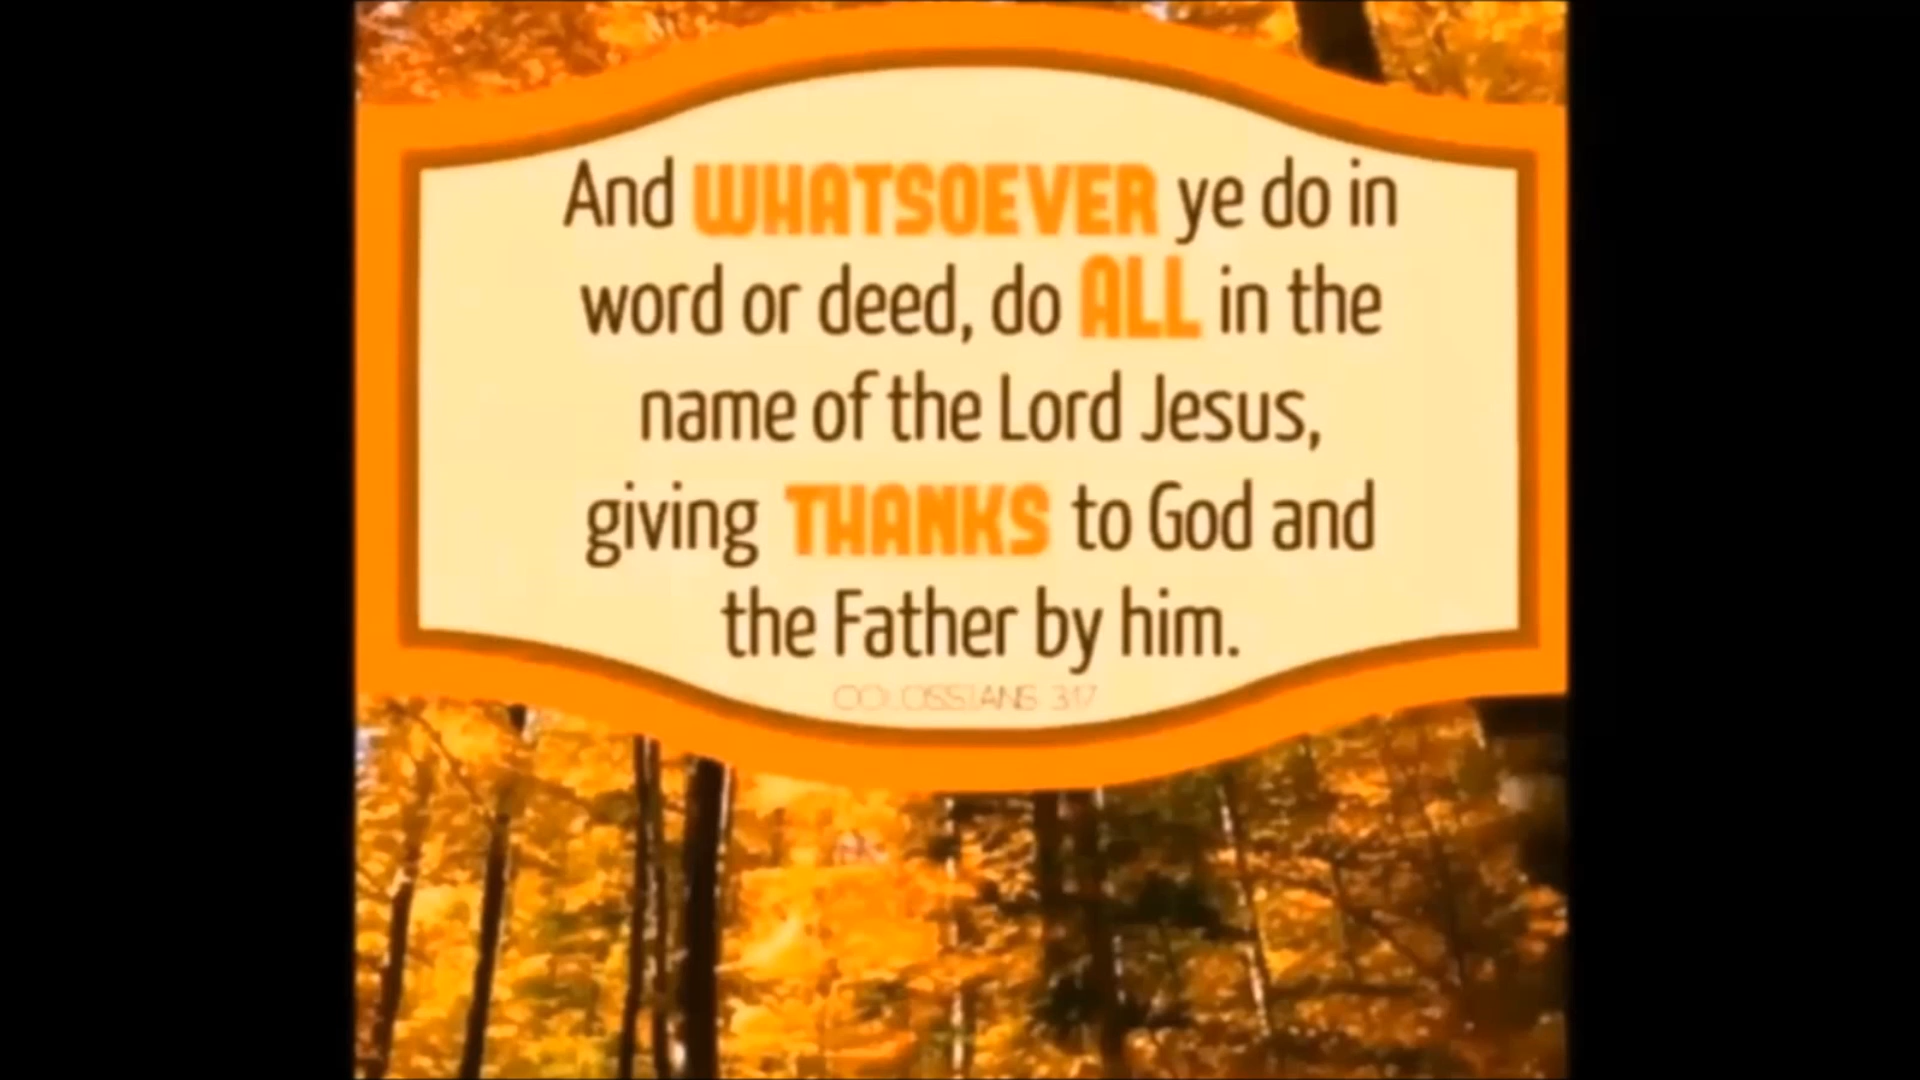 And WHATSOEVER ye do in
word or deed, do ALL in the
name of the Lord Jesus,
giving THANKS to God and
the Father by him.
COLOSSIANS 3:17